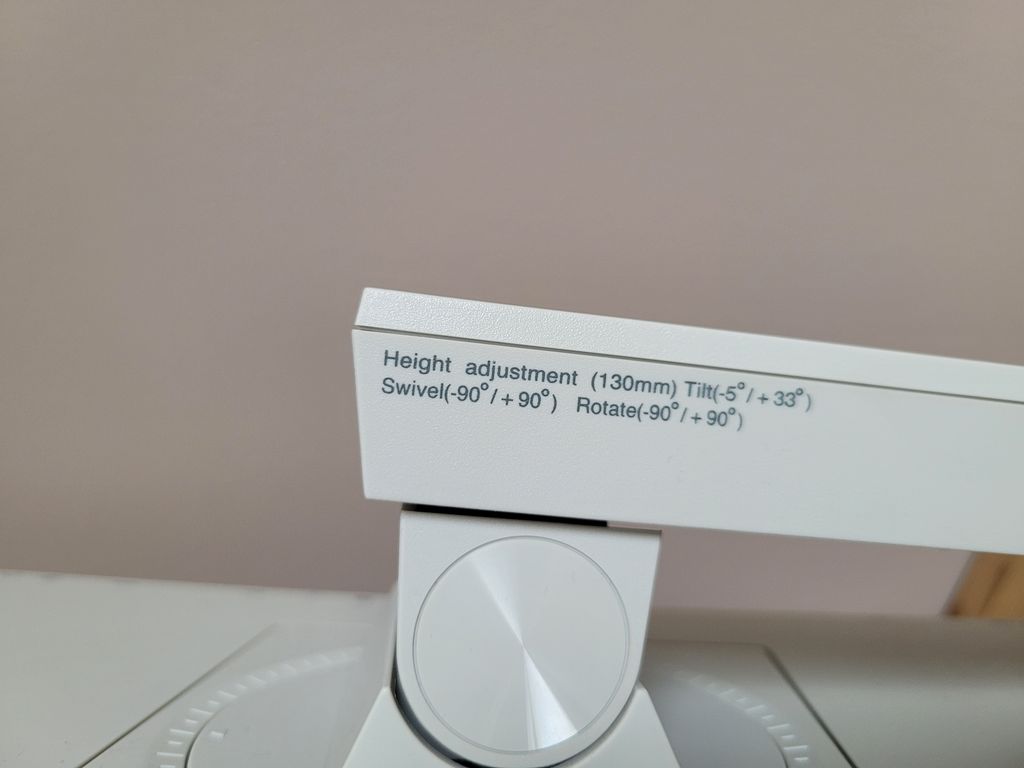 Height adjustment (130mm) Tilt(-5°/+33°)
Swivel(-90°/+90°) Rotate(-90°/+90°)